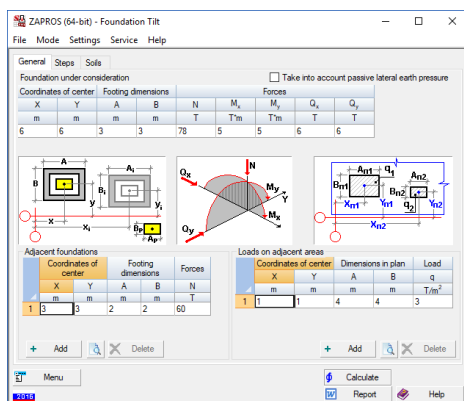 ZAPROS (64-bit) - Foundation Tilt
File Mode Settings Service Help
General Steps Soils
Foundation under consideration
Take into account passive lateral earth pressure
Coordinates of center Footing dimensions Forces
X Y A B N Mx My Qx Qy
m m m m T T*m T*m T T
6 6 3 3 78 5 5 6 6
A Ai B Bi y yi x xi Bp Ap
Qx N My Y Mx Qy X
An1 q1 An2 Bn1 Bn2 Xn1 Yn1 Yn2 q2 Xn2
Adjacent foundations
Coordinates of center Footing dimensions Forces
X Y A B N
m m m m T
1 3 3 2 2 60
+ Add Delete
Loads on adjacent areas
Coordinates of center Dimensions in plan Load
X Y A B q
m m m m T/m²
1 1 1 4 4 3
+ Add Delete
Menu
Calculate
2016
Report
Help